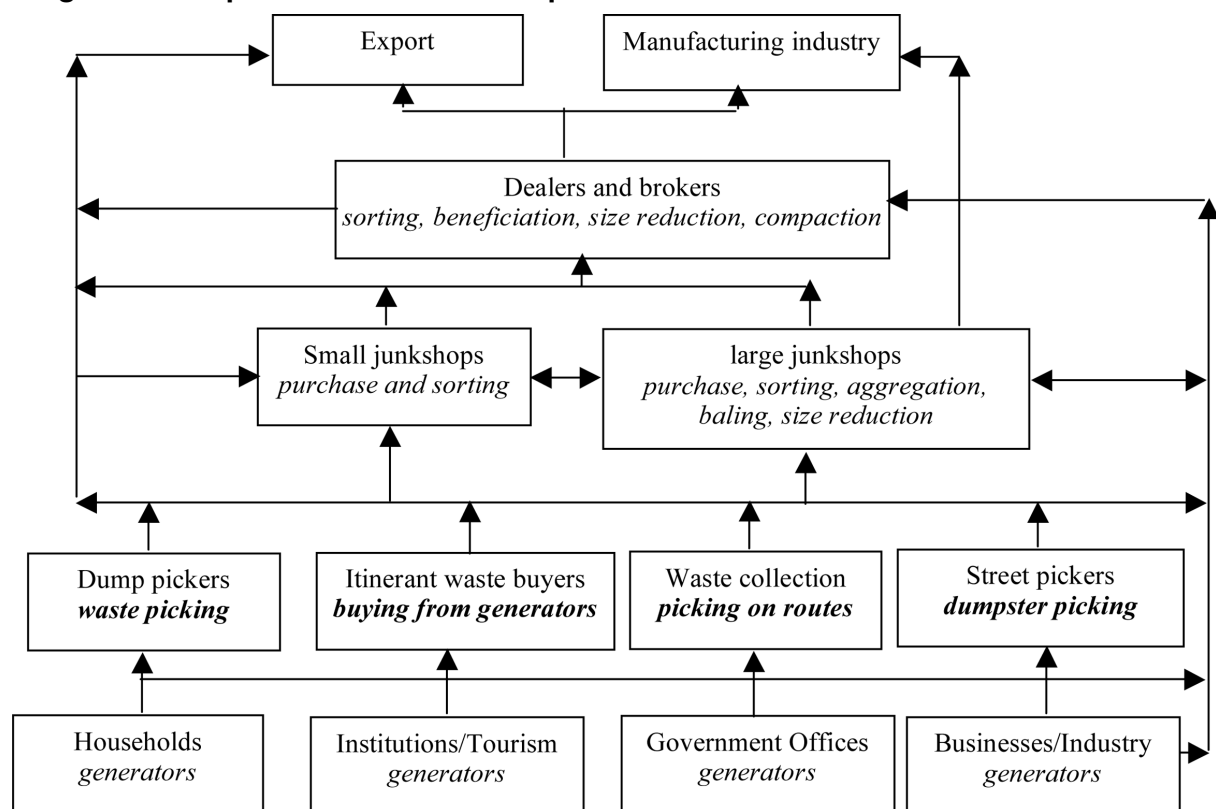 Export
Manufacturing industry
Dealers and brokers
sorting, beneficiation, size reduction, compaction
Small junkshops
purchase and sorting
large junkshops
purchase, sorting, aggregation,
baling, size reduction
Dump pickers
waste picking
Itinerant waste buyers
buying from generators
Waste collection
picking on routes
Street pickers
dumpster picking
Households
generators
Institutions/Tourism
generators
Government Offices
generators
Businesses/Industry
generators